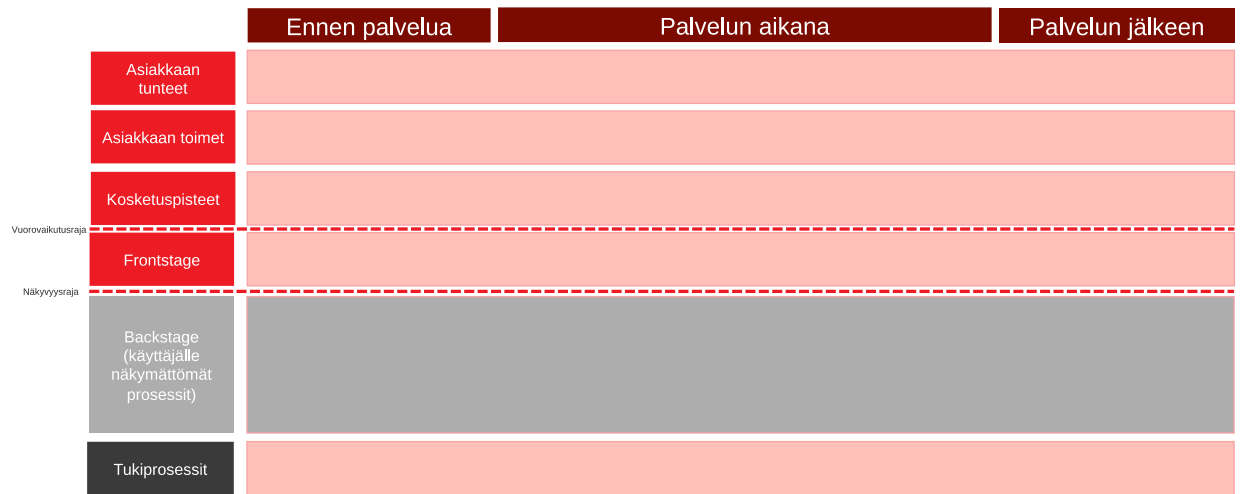 Ennen palvelua
Palvelun aikana
Palvelun jälkeen
Asiakkaan
tunteet
Asiakkaan toimet
Kosketuspisteet
Vuorovaikutusraja
Frontstage
Näkyvyysraja
Backstage
(käyttäjälle
näkymättömät
prosessit)
Tukiprosessit